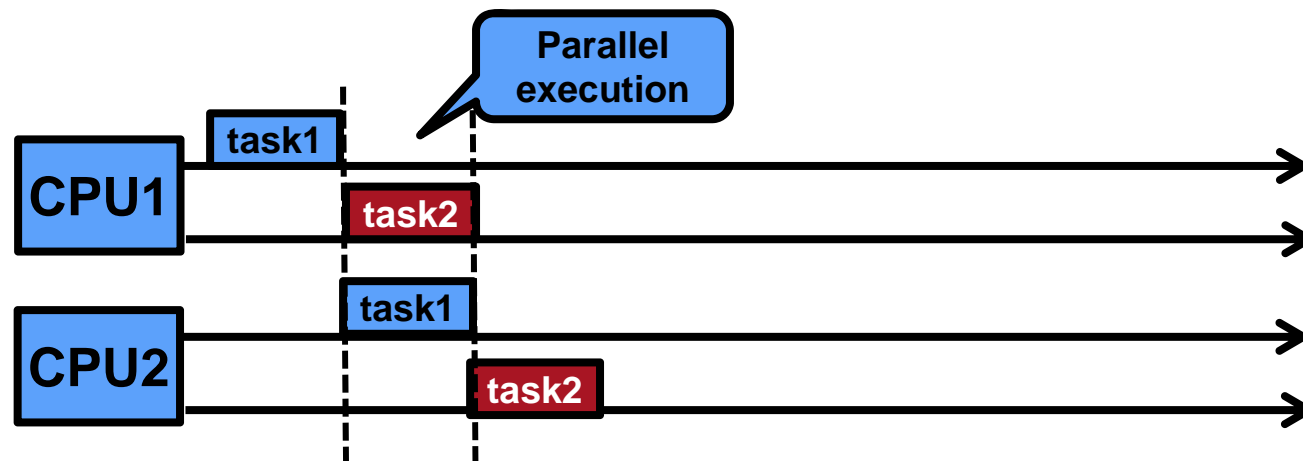 Parallel
execution
task1
CPU1
task2
task1
CPU2
task2